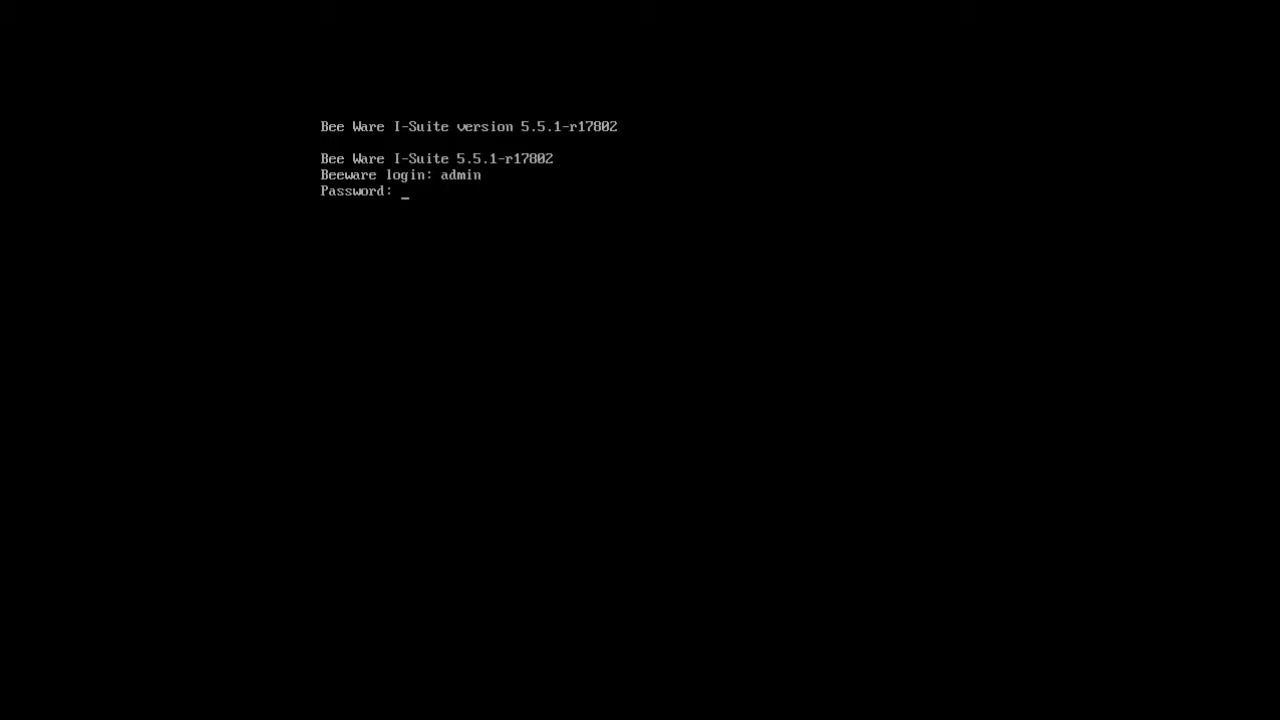 Bee Ware I-Suite version 5.5.1-r17802
Bee Ware I-Suite 5.5.1-r17802
Beeware login: admin
Password: _